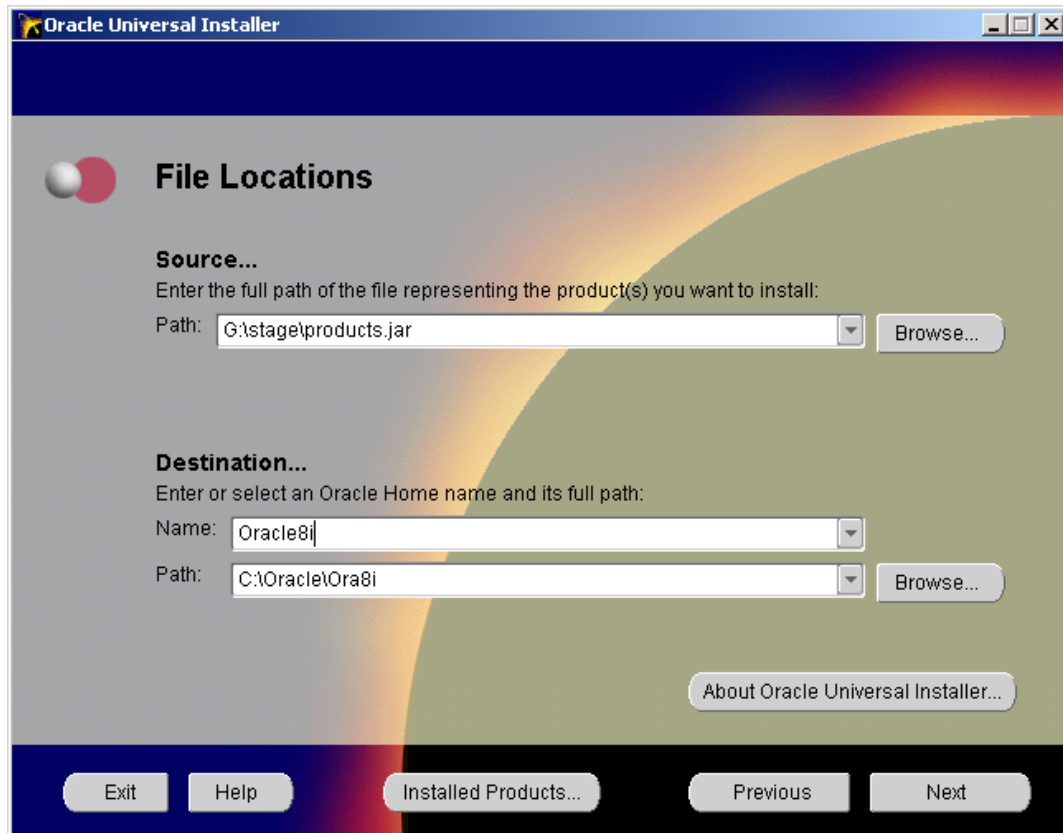 Oracle Universal Installer
File Locations
Source...
Enter the full path of the file representing the product(s) you want to install:
Path: G:\stage\products.jar Browse...
Destination...
Enter or select an Oracle Home name and its full path:
Name: Oracle8i
Path: C:\Oracle\Ora8i Browse...
About Oracle Universal Installer...
Exit Help Installed Products... Previous Next